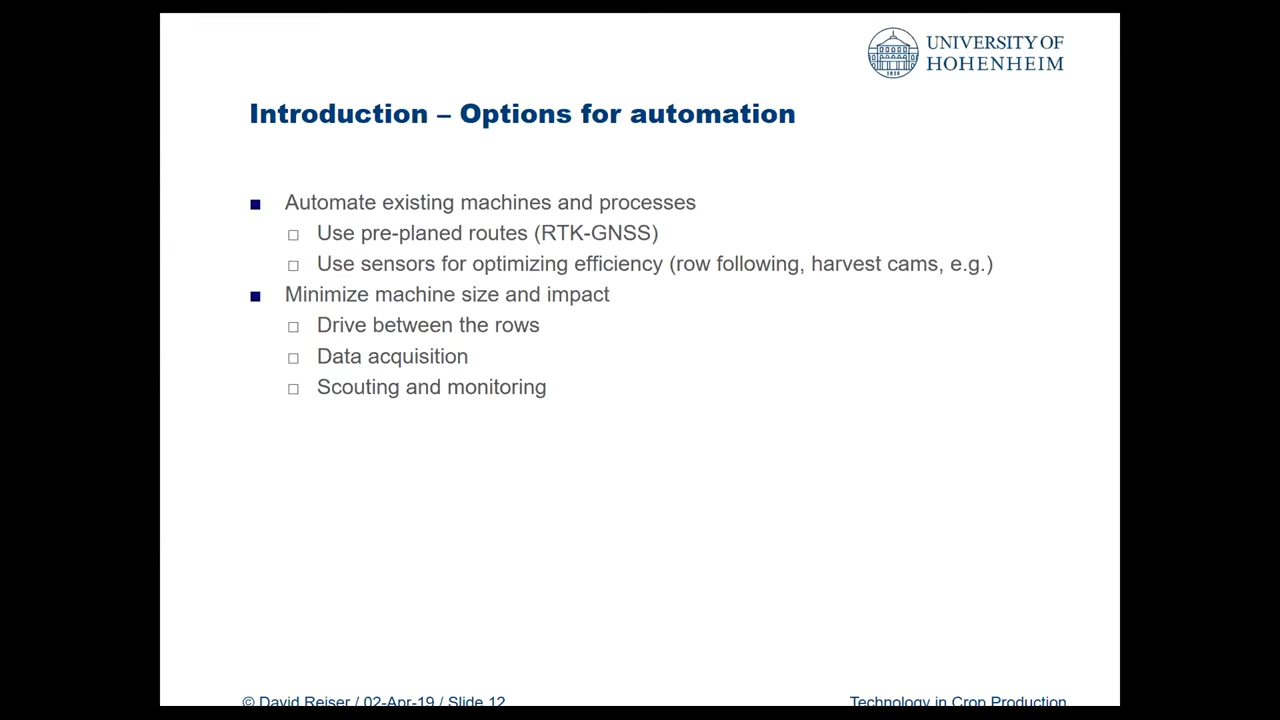 UNIVERSITY OF
HOHENHEIM
1818
Introduction – Options for automation
Automate existing machines and processes
Use pre-planed routes (RTK-GNSS)
Use sensors for optimizing efficiency (row following, harvest cams, e.g.)
Minimize machine size and impact
Drive between the rows
Data acquisition
Scouting and monitoring
© David Reiser / 02-Apr-19 / Slide 12
Technology in Crop Production